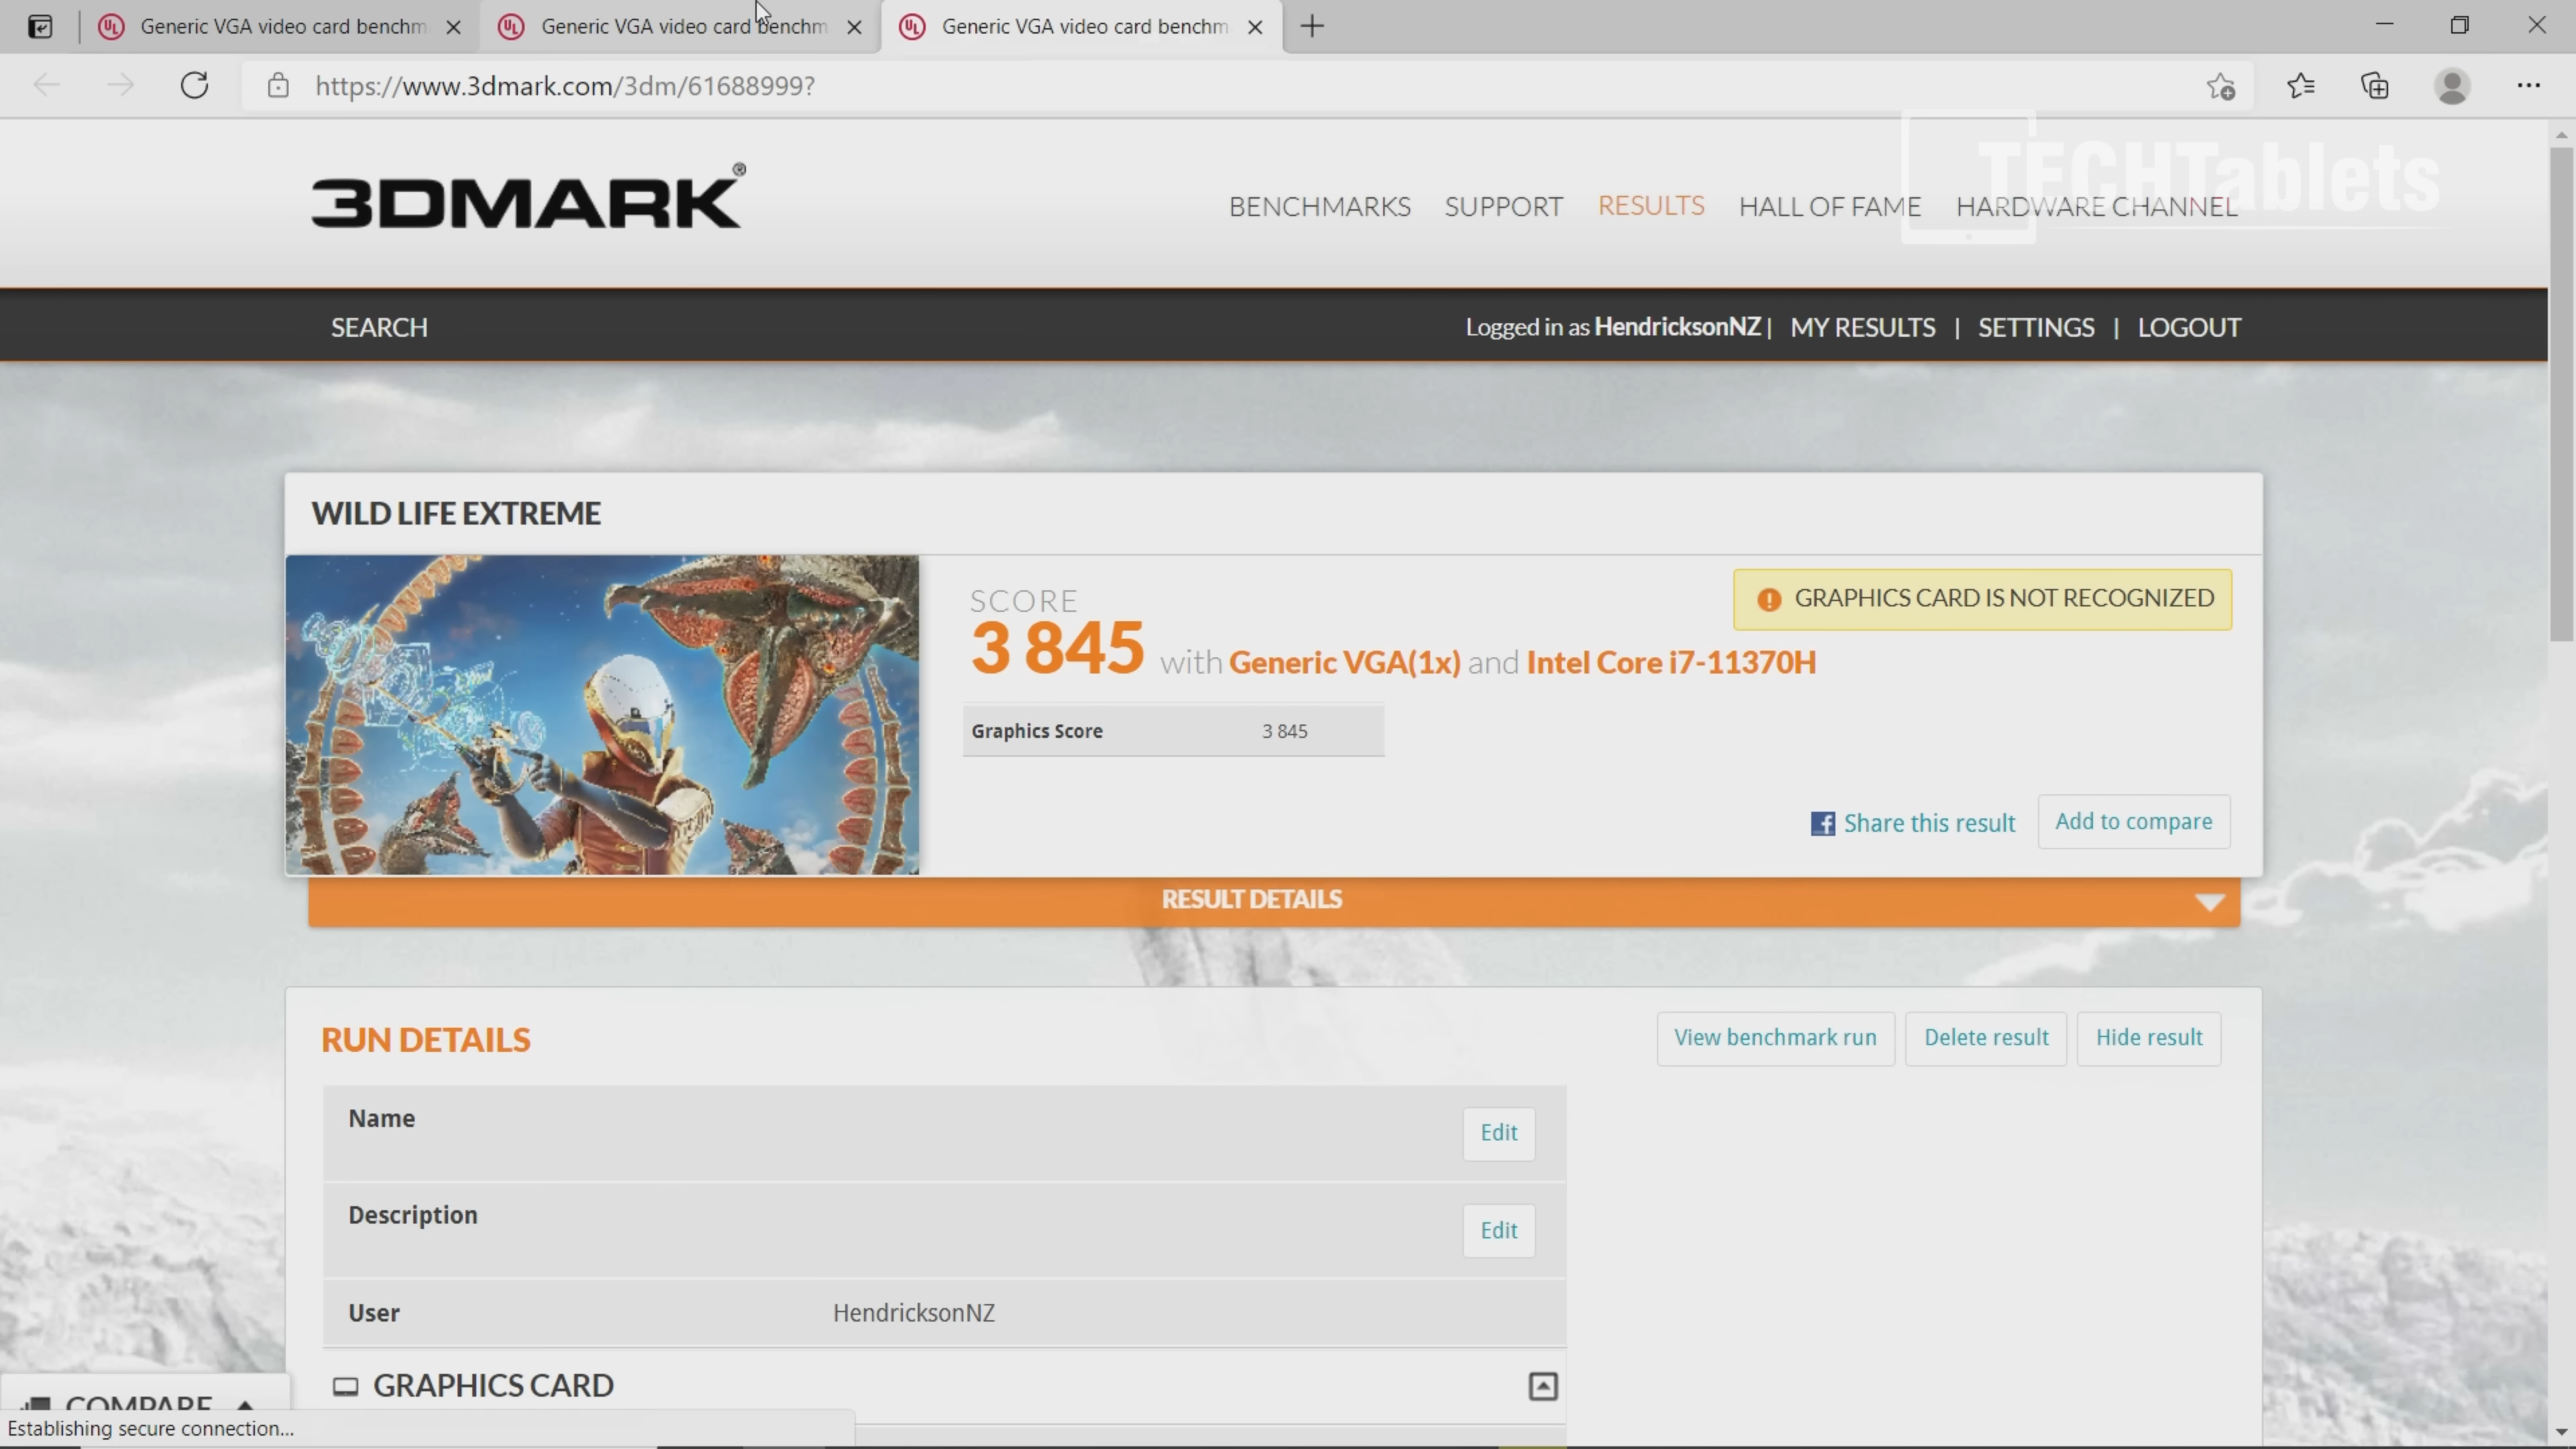 Generic VGA video card benchm
Generic VGA video card benchm
Generic VGA video card benchm
https://www.3dmark.com/3dm/61688999?
TECHTablets
3DMARK®
BENCHMARKS SUPPORT RESULTS HALL OF FAME HARDWARE CHANNEL
SEARCH
Logged in as HendricksonNZ | MY RESULTS | SETTINGS | LOGOUT
WILD LIFE EXTREME
SCORE
GRAPHICS CARD IS NOT RECOGNIZED
3 845 with Generic VGA(1x) and Intel Core i7-11370H
Graphics Score 3 845
Share this result Add to compare
RESULT DETAILS
RUN DETAILS
View benchmark run Delete result Hide result
Name Edit
Description Edit
User HendricksonNZ
GRAPHICS CARD
COMPARE
Establishing secure connection...